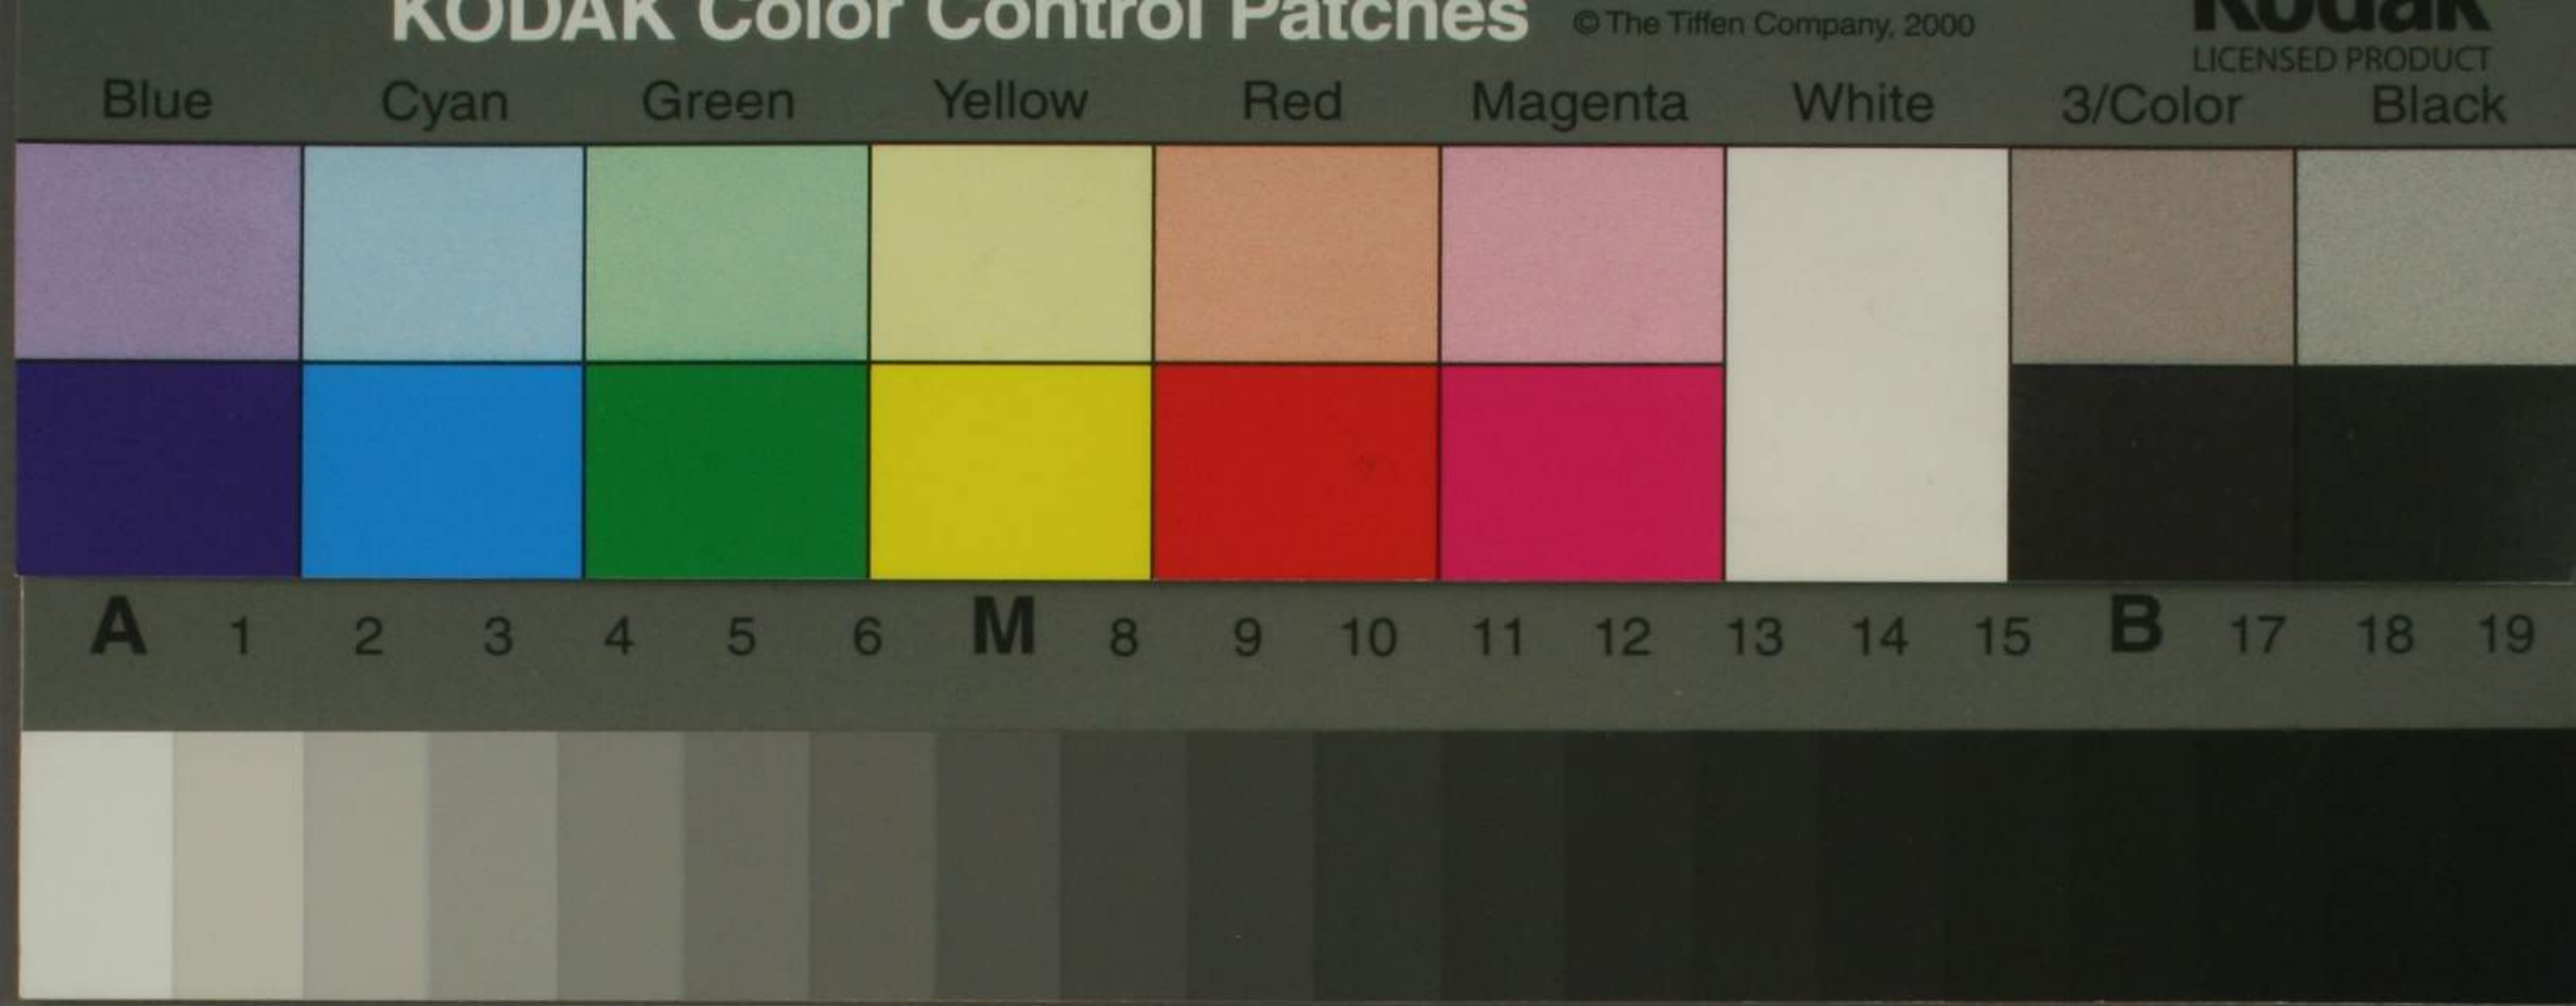 KODAK Color Control Patches © The Tiffen Company, 2000 Kodak
LICENSED PRODUCT
Blue Cyan Green Yellow Red Magenta White 3/Color Black
A 1 2 3 4 5 6 M 8 9 10 11 12 13 14 15 B 17 18 19